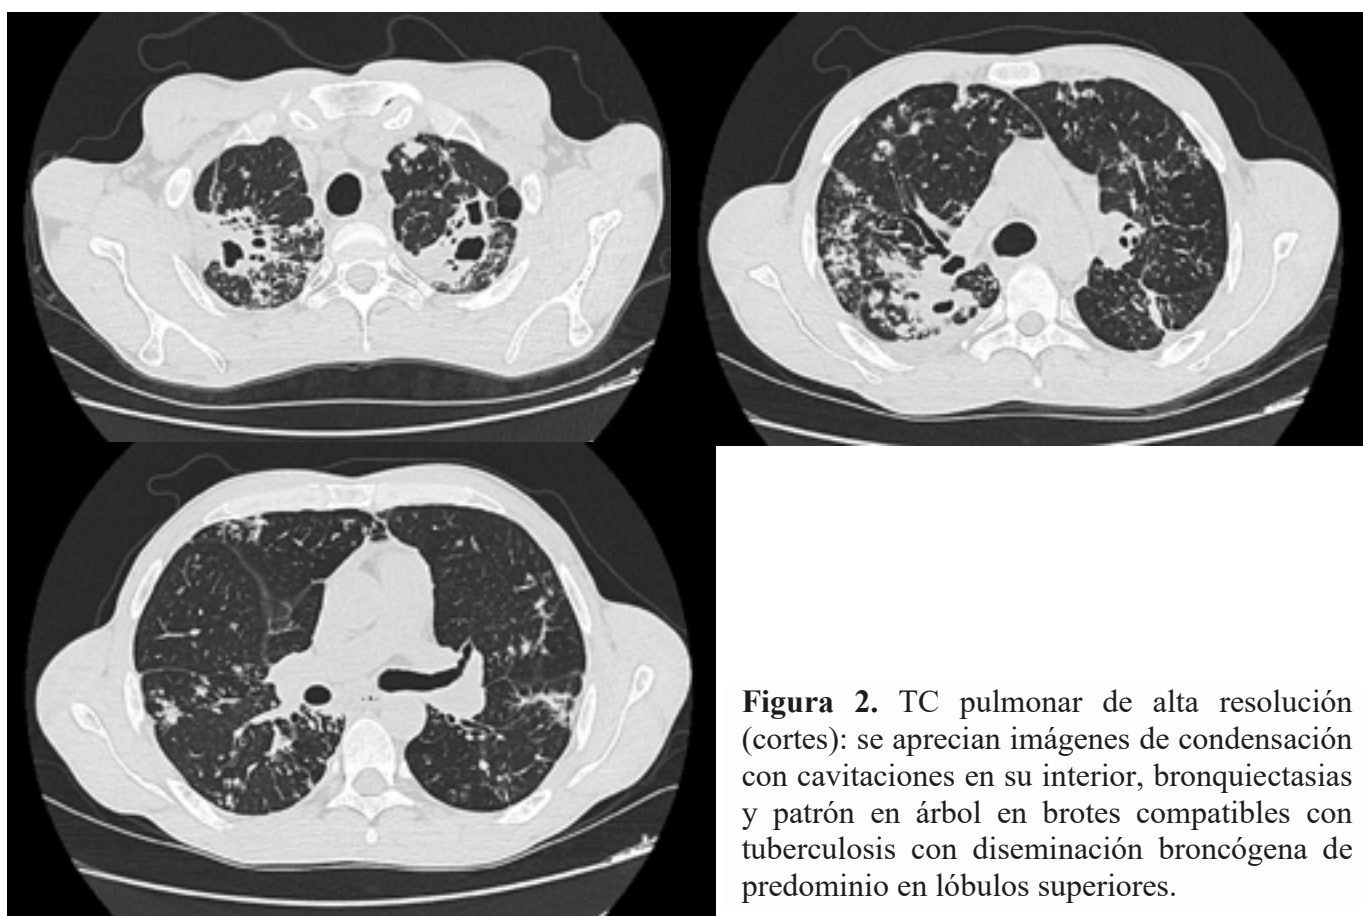 Figura 2. TC pulmonar de alta resolución
(cortes): se aprecian imágenes de condensación
con cavitaciones en su interior, bronquiectasias
y patrón en árbol en brotes compatibles con
tuberculosis con diseminación broncógena de
predominio en lóbulos superiores.